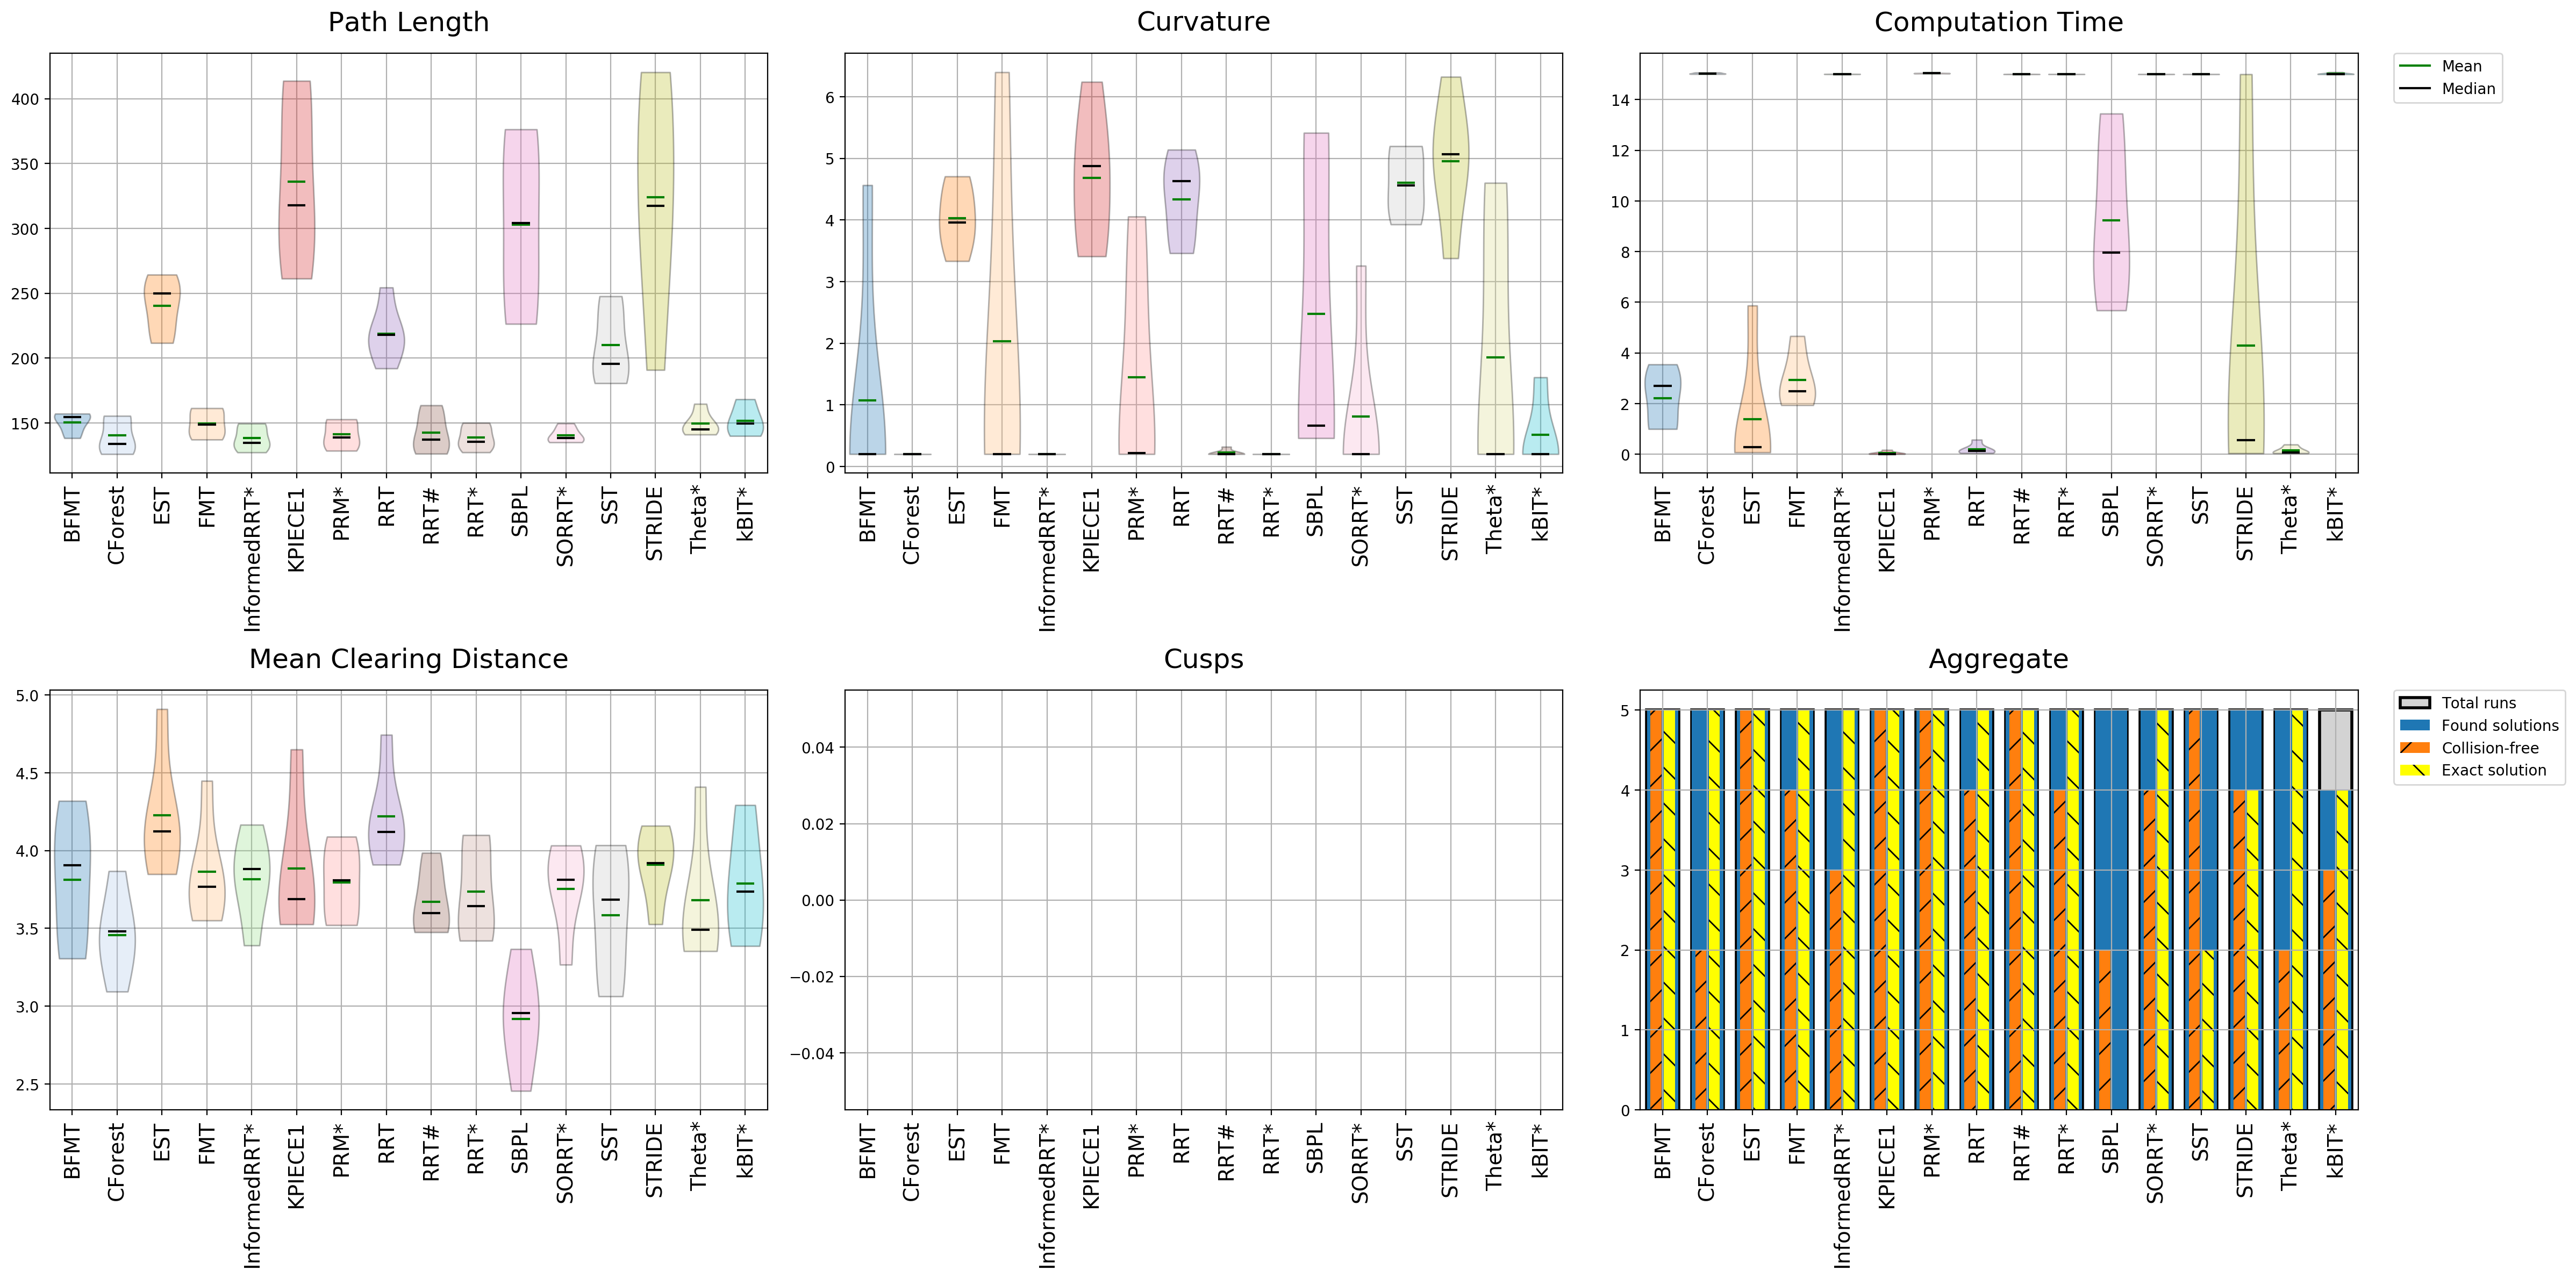 Path Length
Curvature
Computation Time
400
350
300
250
200
150
BFMT
CForest
EST
FMT
InformedRRT*
KPIECE1
PRM*
RRT
RRT#
RRT*
SBPL
SORRT*
SST
STRIDE
Theta*
kBIT*
6
5
4
3
2
1
0
BFMT
CForest
EST
FMT
InformedRRT*
KPIECE1
PRM*
RRT
RRT#
RRT*
SBPL
SORRT*
SST
STRIDE
Theta*
kBIT*
14
12
10
8
6
4
2
0
BFMT
CForest
EST
FMT
InformedRRT*
KPIECE1
PRM*
RRT
RRT#
RRT*
SBPL
SORRT*
SST
STRIDE
Theta*
kBIT*
Mean
Median
Mean Clearing Distance
Cusps
Aggregate
5.0
4.5
4.0
3.5
3.0
2.5
BFMT
CForest
EST
FMT
InformedRRT*
KPIECE1
PRM*
RRT
RRT#
RRT*
SBPL
SORRT*
SST
STRIDE
Theta*
kBIT*
0.04
0.02
0.00
−0.02
−0.04
BFMT
CForest
EST
FMT
InformedRRT*
KPIECE1
PRM*
RRT
RRT#
RRT*
SBPL
SORRT*
SST
STRIDE
Theta*
kBIT*
5
4
3
2
1
0
BFMT
CForest
EST
FMT
InformedRRT*
KPIECE1
PRM*
RRT
RRT#
RRT*
SBPL
SORRT*
SST
STRIDE
Theta*
kBIT*
Total runs
Found solutions
Collision-free
Exact solution